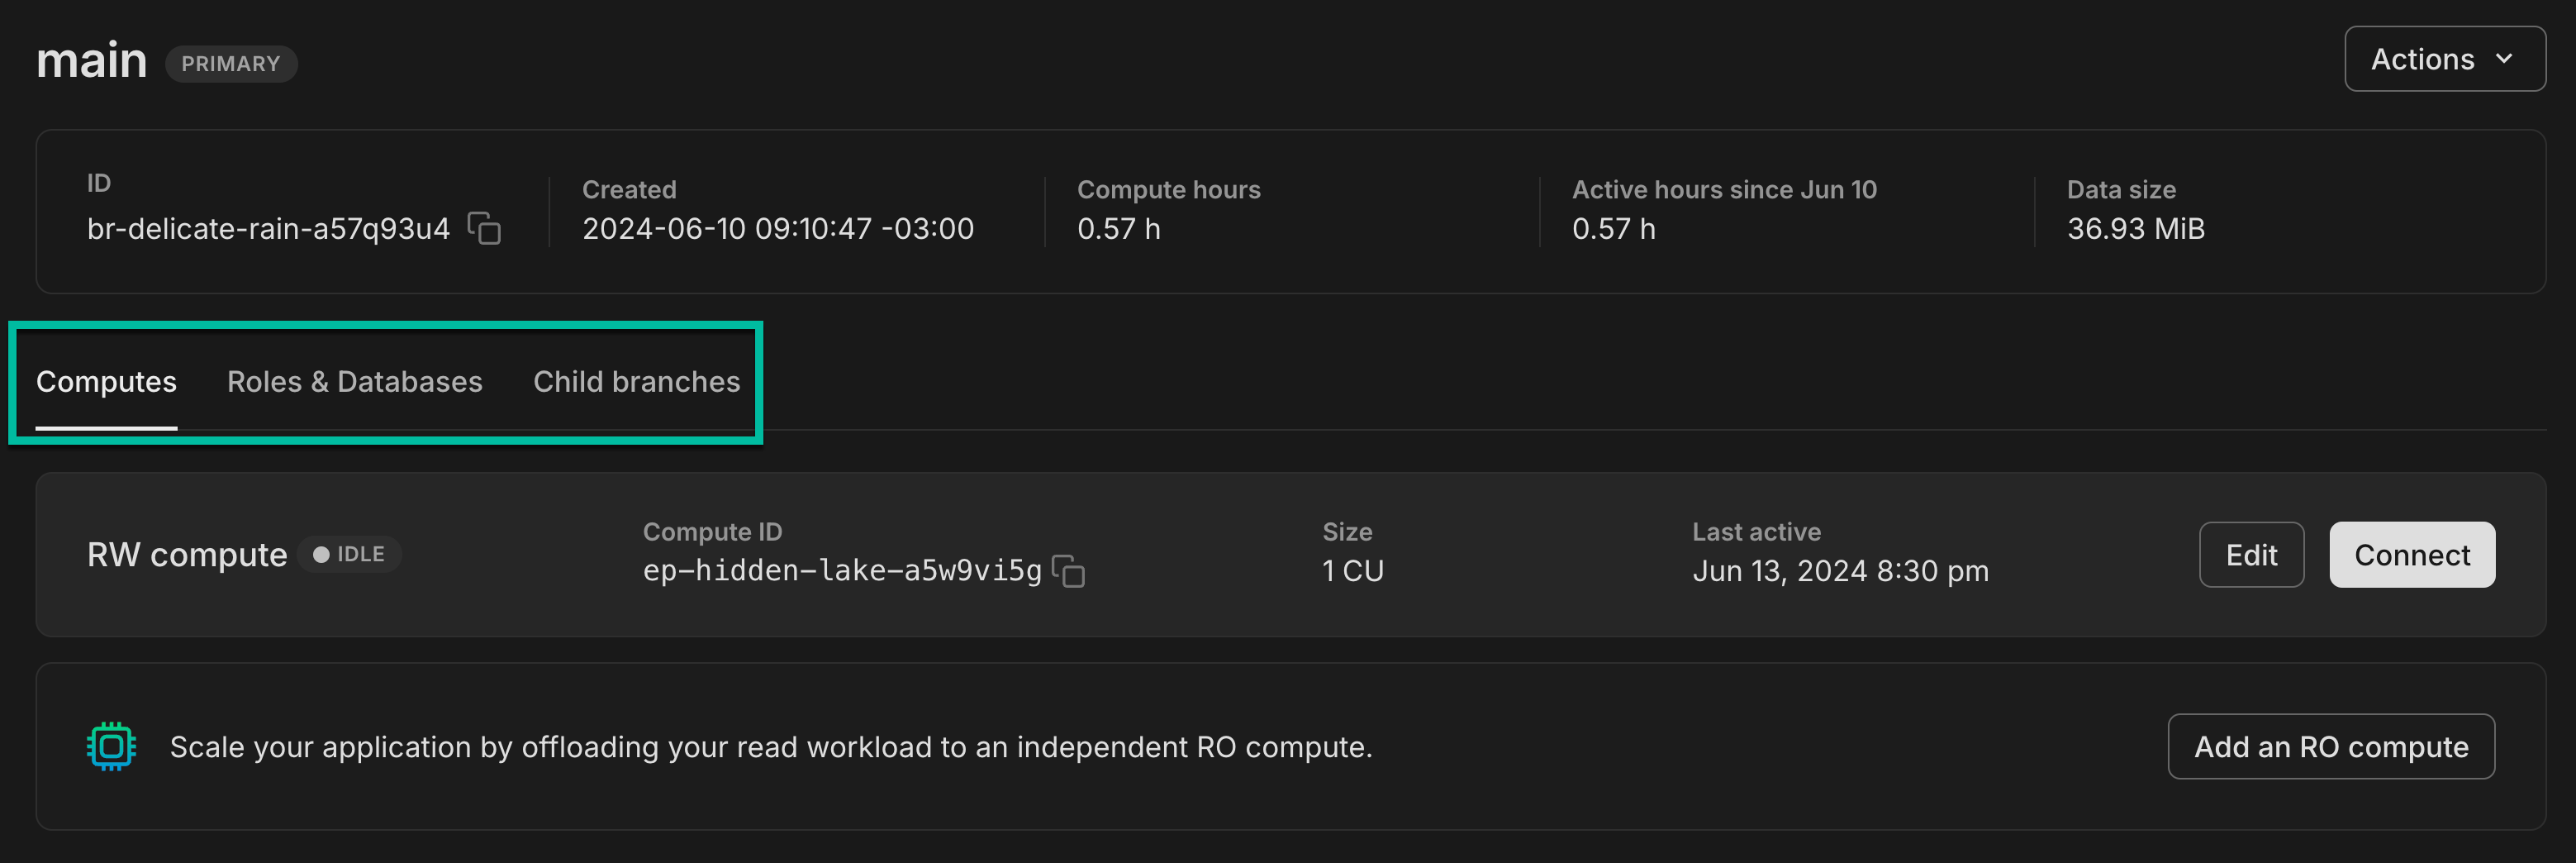 main PRIMARY
Actions
ID
br-delicate-rain-a57q93u4
Created
2024-06-10 09:10:47 -03:00
Compute hours
0.57 h
Active hours since Jun 10
0.57 h
Data size
36.93 MiB
Computes Roles & Databases Child branches
RW compute IDLE
Compute ID
ep-hidden-lake-a5w9vi5g
Size
1 CU
Last active
Jun 13, 2024 8:30 pm
Edit
Connect
Scale your application by offloading your read workload to an independent RO compute.
Add an RO compute